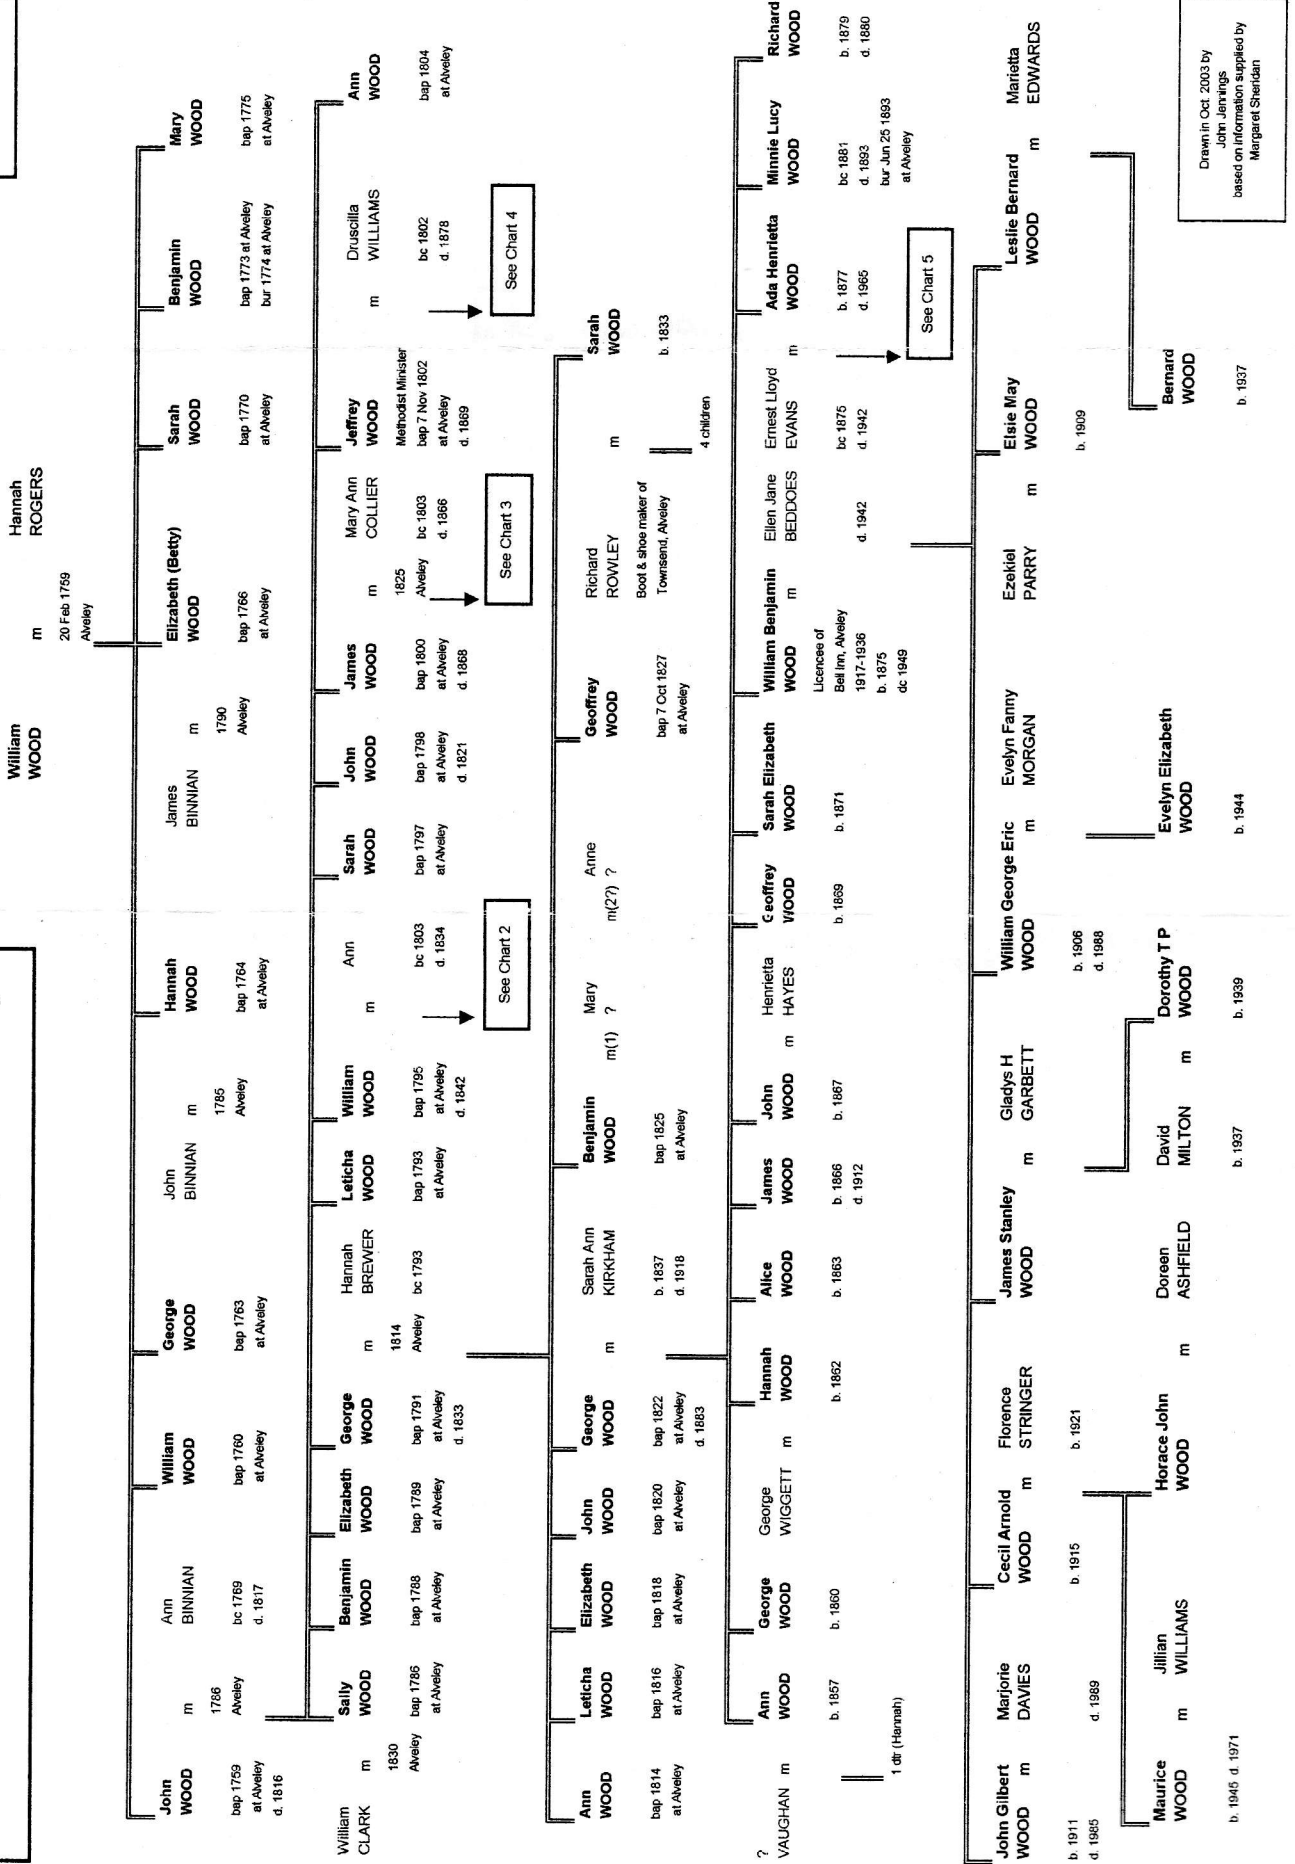 William
WOOD
m
20 Feb 1759
Alveley
Hannah
ROGERS
John
WOOD
bap 1759
at Alveley
d. 1816
m
1786
Alveley
Ann
BINNIAN
bc 1769
d. 1817
William
WOOD
bap 1760
at Alveley
George
WOOD
bap 1763
at Alveley
John
BINNIAN
m
1785
Alveley
Hannah
WOOD
bap 1764
at Alveley
James
BINNIAN
m
1790
Alveley
Elizabeth (Betty)
WOOD
bap 1766
at Alveley
Sarah
WOOD
bap 1770
at Alveley
Benjamin
WOOD
bap 1773 at Alveley
bur 1774 at Alveley
Mary
WOOD
bap 1775
at Alveley
William
CLARK
m
1830
Alveley
Sally
WOOD
bap 1786
at Alveley
Benjamin
WOOD
bap 1788
at Alveley
Elizabeth
WOOD
bap 1789
at Alveley
George
WOOD
bap 1791
at Alveley
d. 1833
m
1814
Alveley
Hannah
BREWER
bc 1793
Leticha
WOOD
bap 1793
at Alveley
William
WOOD
bap 1795
at Alveley
d. 1842
m
Ann
bc 1803
d. 1834
See Chart 2
Sarah
WOOD
bap 1797
at Alveley
John
WOOD
bap 1798
at Alveley
d. 1821
James
WOOD
bap 1800
at Alveley
d. 1868
m
1825
Alveley
Mary Ann
COLLIER
bc 1803
d. 1866
See Chart 3
Jeffrey
WOOD
Methodist Minister
bap 7 Nov 1802
at Alveley
d. 1869
m
Druscilla
WILLIAMS
bc 1802
d. 1878
See Chart 4
Ann
WOOD
bap 1804
at Alveley
Ann
WOOD
bap 1814
at Alveley
Leticha
WOOD
bap 1816
at Alveley
Elizabeth
WOOD
bap 1818
at Alveley
John
WOOD
bap 1820
at Alveley
George
WOOD
bap 1822
at Alveley
d. 1883
m
Sarah Ann
KIRKHAM
b. 1837
d. 1918
Benjamin
WOOD
bap 1825
at Alveley
m(1)
Mary
?
m(2?)
Anne
?
Geoffrey
WOOD
bap 7 Oct 1827
at Alveley
Richard
ROWLEY
Boot & shoe maker of
Townsend, Alveley
m
4 children
Sarah
WOOD
b. 1833
?
VAUGHAN
m
1 dtr (Hannah)
Ann
WOOD
b. 1857
George
WOOD
b. 1860
George
WIGGETT
m
Hannah
WOOD
b. 1862
Alice
WOOD
b. 1863
James
WOOD
b. 1866
d. 1912
John
WOOD
b. 1867
m
Henrietta
HAYES
Geoffrey
WOOD
b. 1869
Sarah Elizabeth
WOOD
b. 1871
William Benjamin
WOOD
Licencee of
Bell Inn, Alveley
1917-1936
b. 1875
dc 1949
m
Ellen Jane
BEDDOES
d. 1942
Ernest Lloyd
EVANS
bc 1875
d. 1942
m
See Chart 5
Ada Henrietta
WOOD
b. 1877
d. 1965
Minnie Lucy
WOOD
bc 1881
d. 1893
bur Jun 25 1893
at Alveley
Richard
WOOD
b. 1879
d. 1880
John Gilbert
WOOD
b. 1911
d. 1985
m
Marjorie
DAVIES
d. 1989
Cecil Arnold
WOOD
b. 1915
m
Florence
STRINGER
b. 1921
James Stanley
WOOD
m
Gladys H
GARBETT
William George Eric
WOOD
b. 1906
d. 1988
m
Evelyn Fanny
MORGAN
Ezekiel
PARRY
m
Elsie May
WOOD
b. 1909
Leslie Bernard
WOOD
m
Marietta
EDWARDS
Maurice
WOOD
b. 1945 d. 1971
m
Jillian
WILLIAMS
Horace John
WOOD
m
Doreen
ASHFIELD
David
MILTON
b. 1937
m
Dorothy T P
WOOD
b. 1939
Evelyn Elizabeth
WOOD
b. 1944
Bernard
WOOD
b. 1937
Drawn in Oct 2003 by
John Jennings
based on information supplied by
Margaret Sheridan